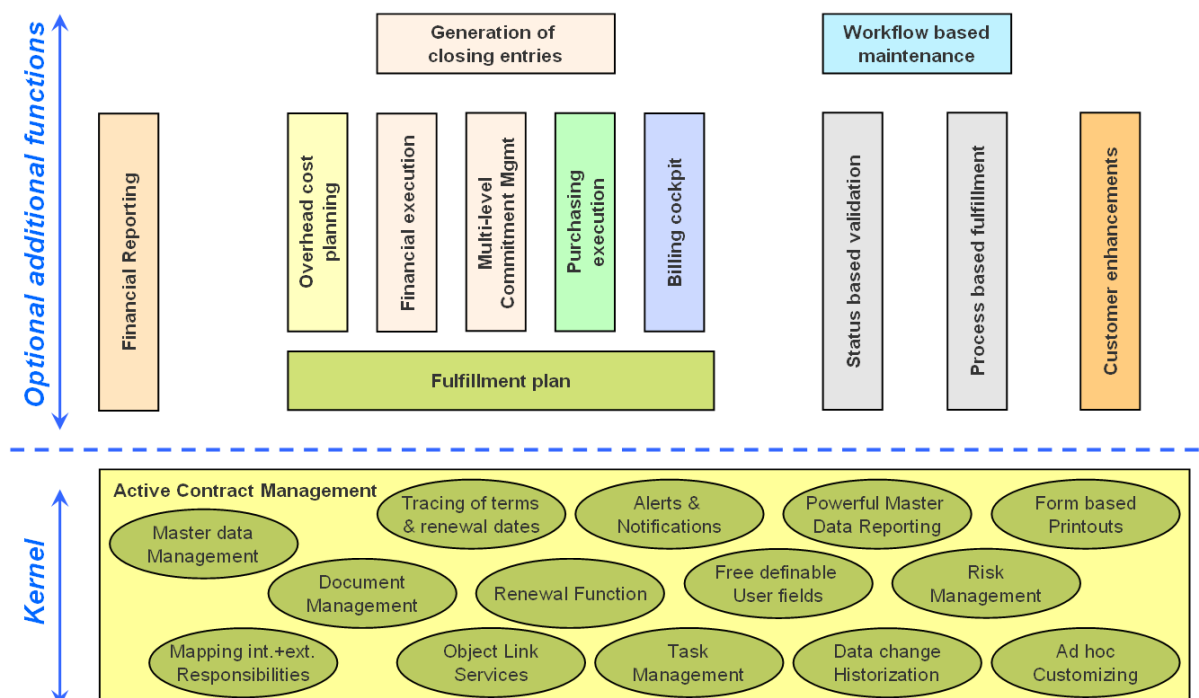 Optional additional functions
Generation of
closing entries
Workflow based
maintenance
Financial Reporting
Overhead cost
planning
Financial execution
Multi-level
Commitment Mgmt
Purchasing
execution
Billing cockpit
Status based validation
Process based fulfillment
Customer enhancements
Fulfillment plan
Kernel
Active Contract Management
Tracing of terms
& renewal dates
Alerts &
Notifications
Powerful Master
Data Reporting
Form based
Printouts
Master data
Management
Document
Management
Renewal Function
Free definable
User fields
Risk
Management
Mapping int.+ext.
Responsibilities
Object Link
Services
Task
Management
Data change
Historization
Ad hoc
Customizing